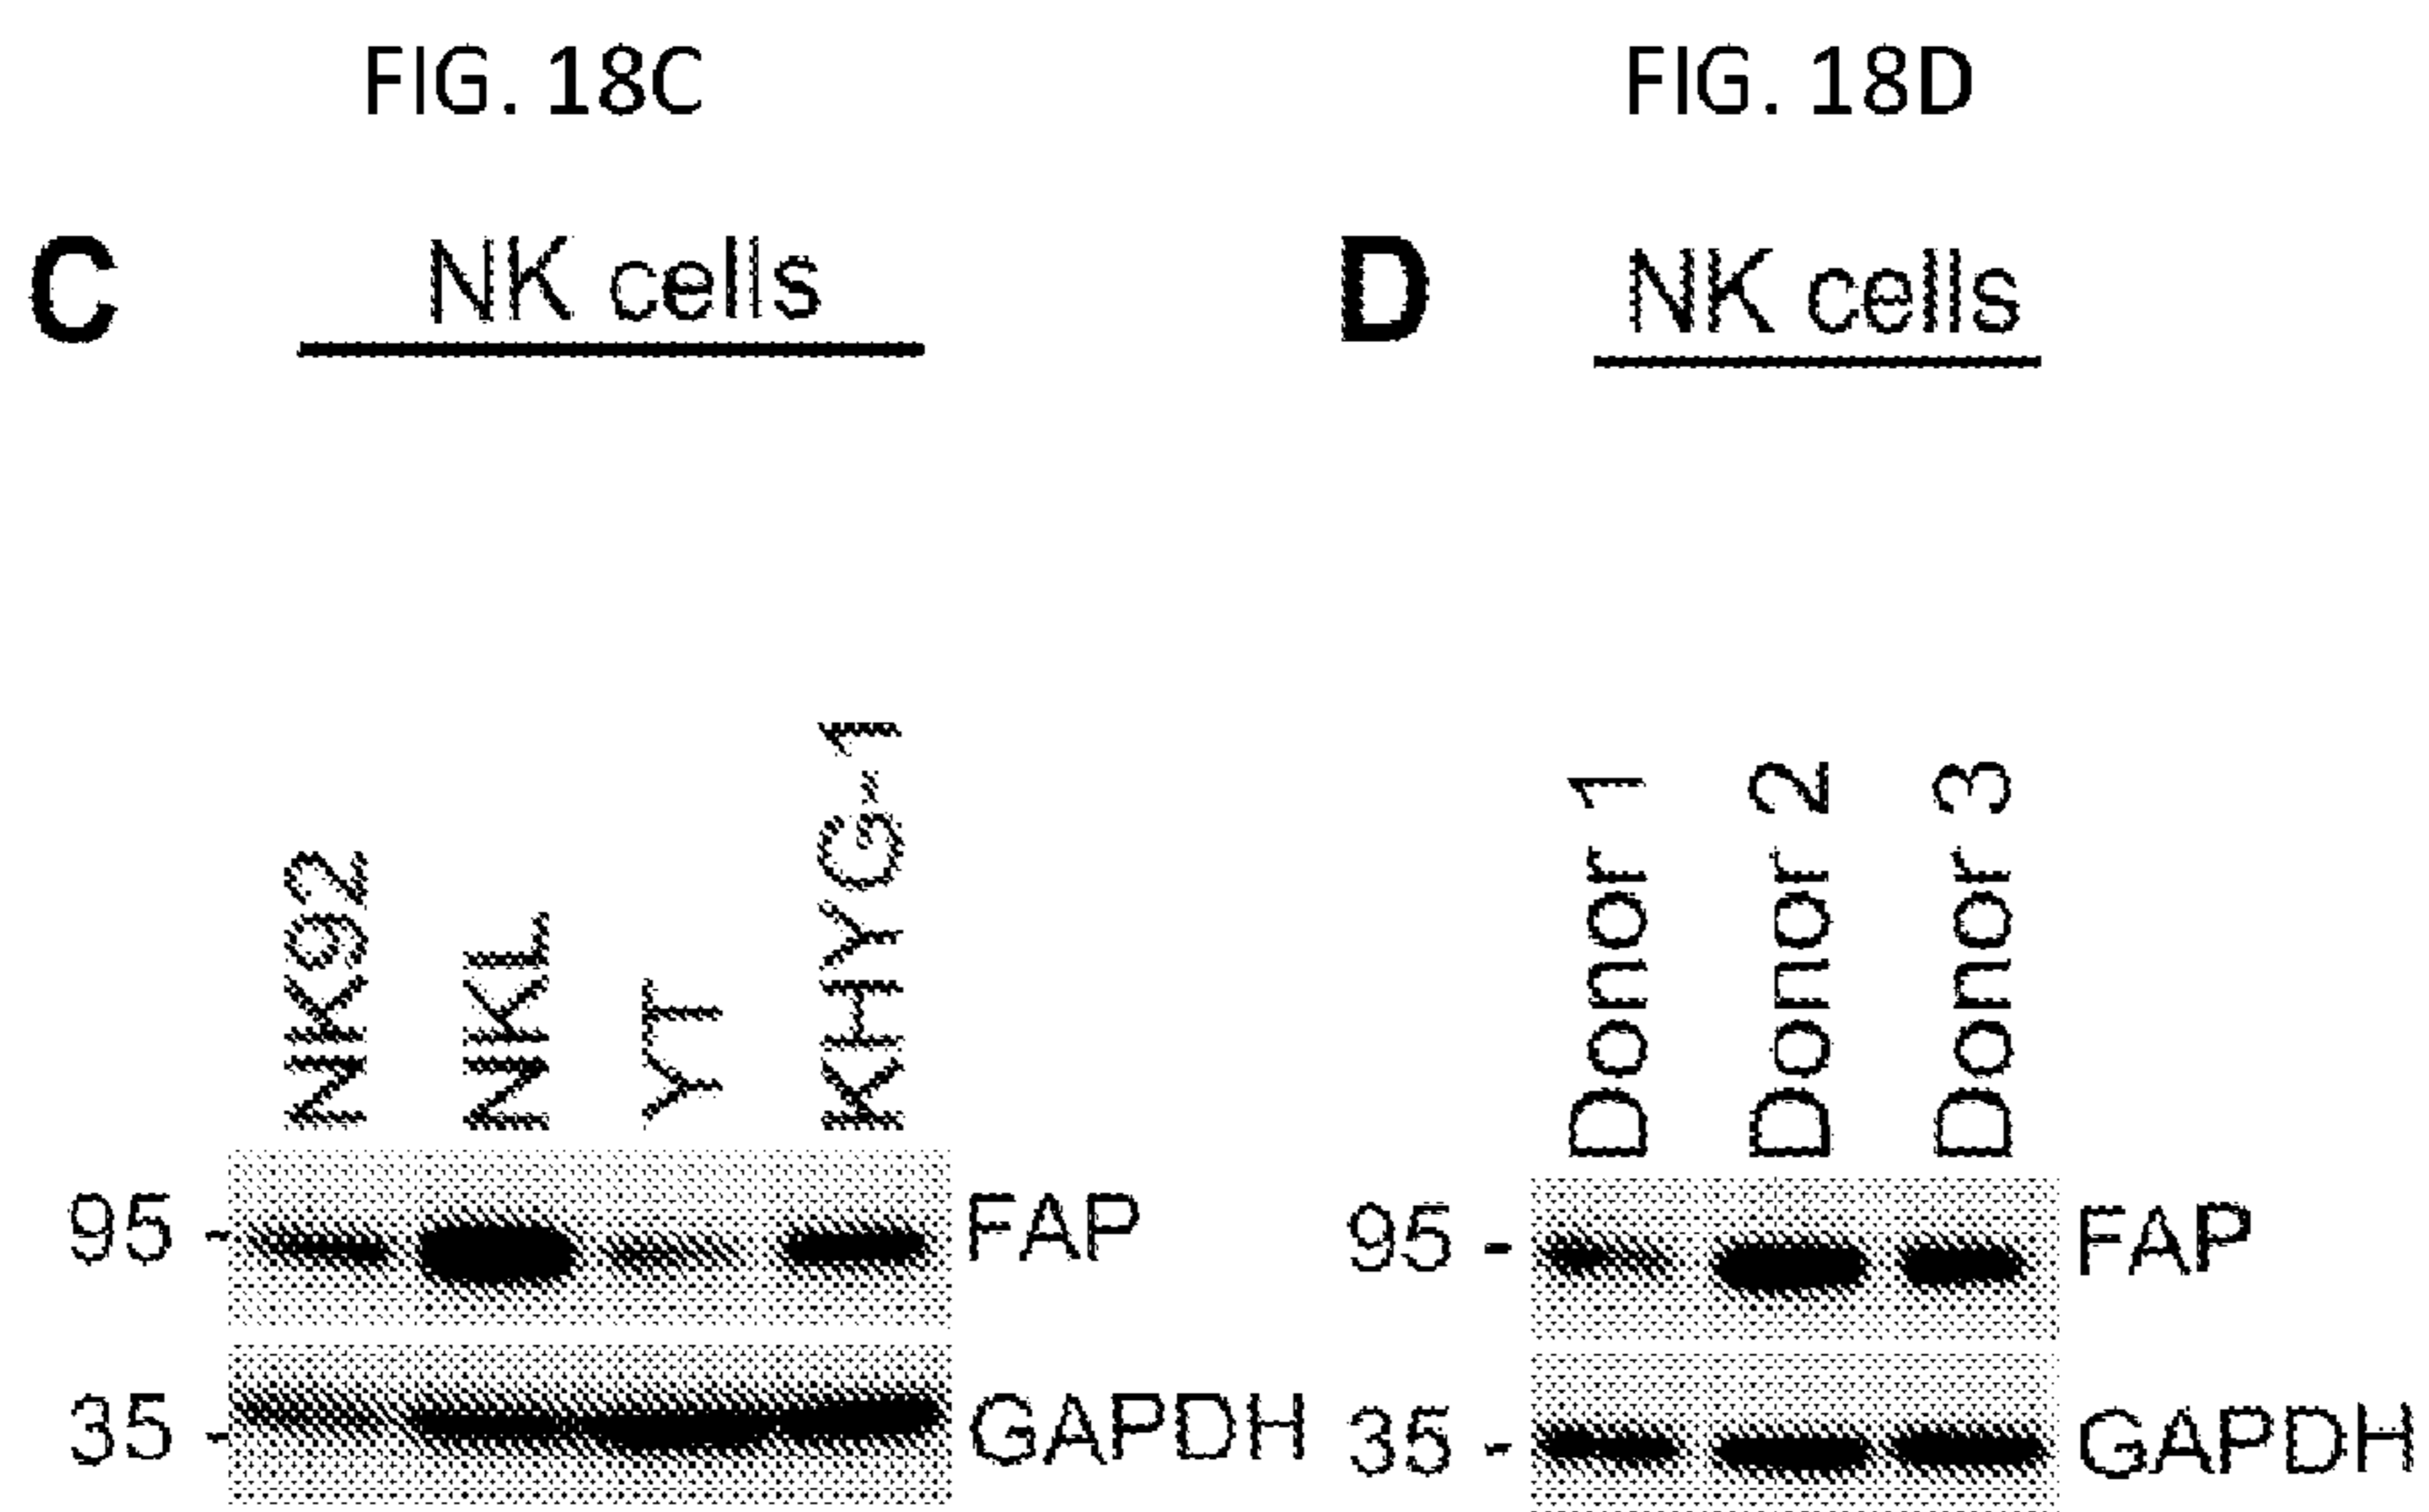 FIG. 18C
C
NK cells
NK92
NKL
YT
KHYG-1
95 -
FAP
35 -
GAPDH
FIG. 18D
D
NK cells
Donor 1
Donor 2
Donor 3
95 -
FAP
35 -
GAPDH